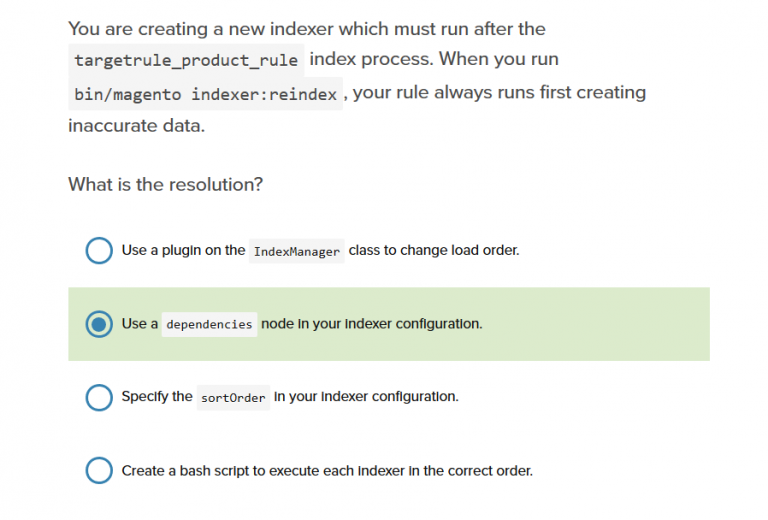 You are creating a new indexer which must run after the
targetrule_product_rule index process. When you run
bin/magento indexer:reindex , your rule always runs first creating
inaccurate data.
What is the resolution?
Use a plugin on the IndexManager class to change load order.
Use a dependencies node in your indexer configuration.
Specify the sortOrder in your indexer configuration.
Create a bash script to execute each indexer in the correct order.